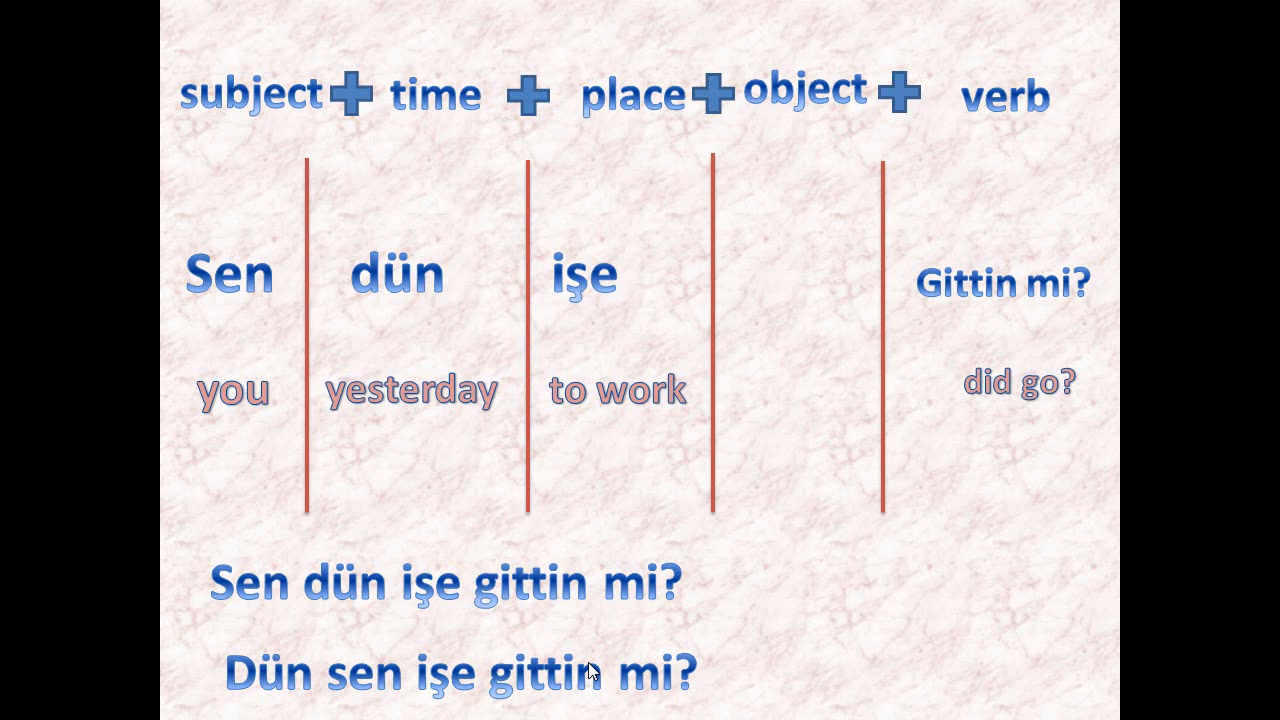 subject + time + place + object + verb
Sen dün işe Gittin mi?
you yesterday to work did go?
Sen dün işe gittin mi?
Dün sen işe gittin mi?